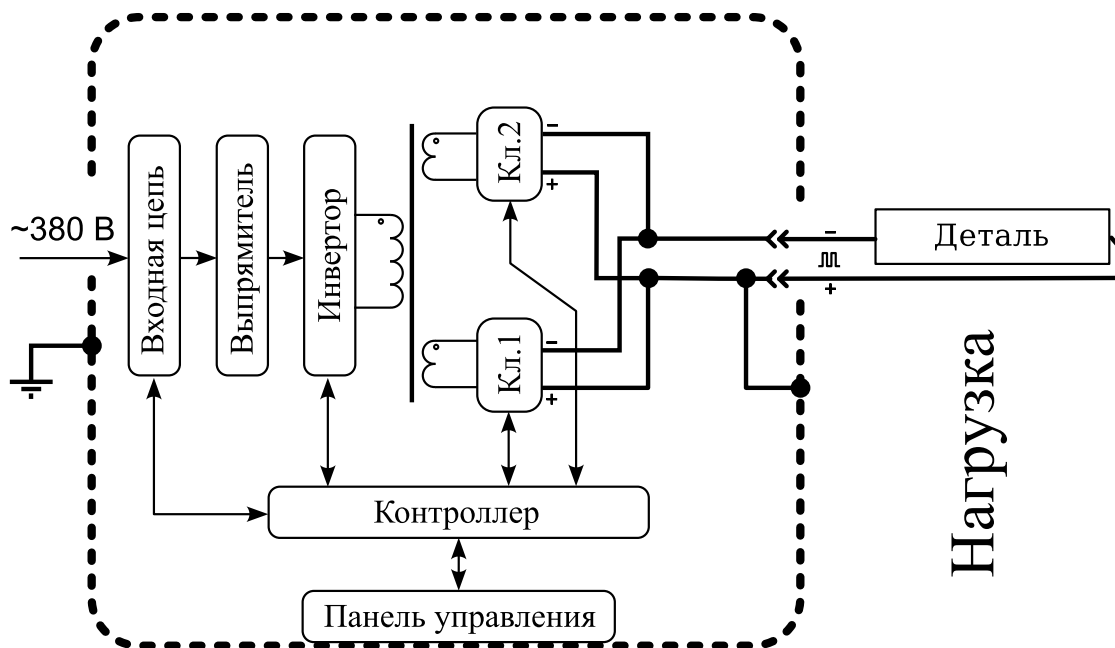 ~380 В
Входная цепь
Выпрямитель
Инвертор
Кл.2
-
+
Кл.1
-
+
-
+
Деталь
Нагрузка
Контроллер
Панель управления